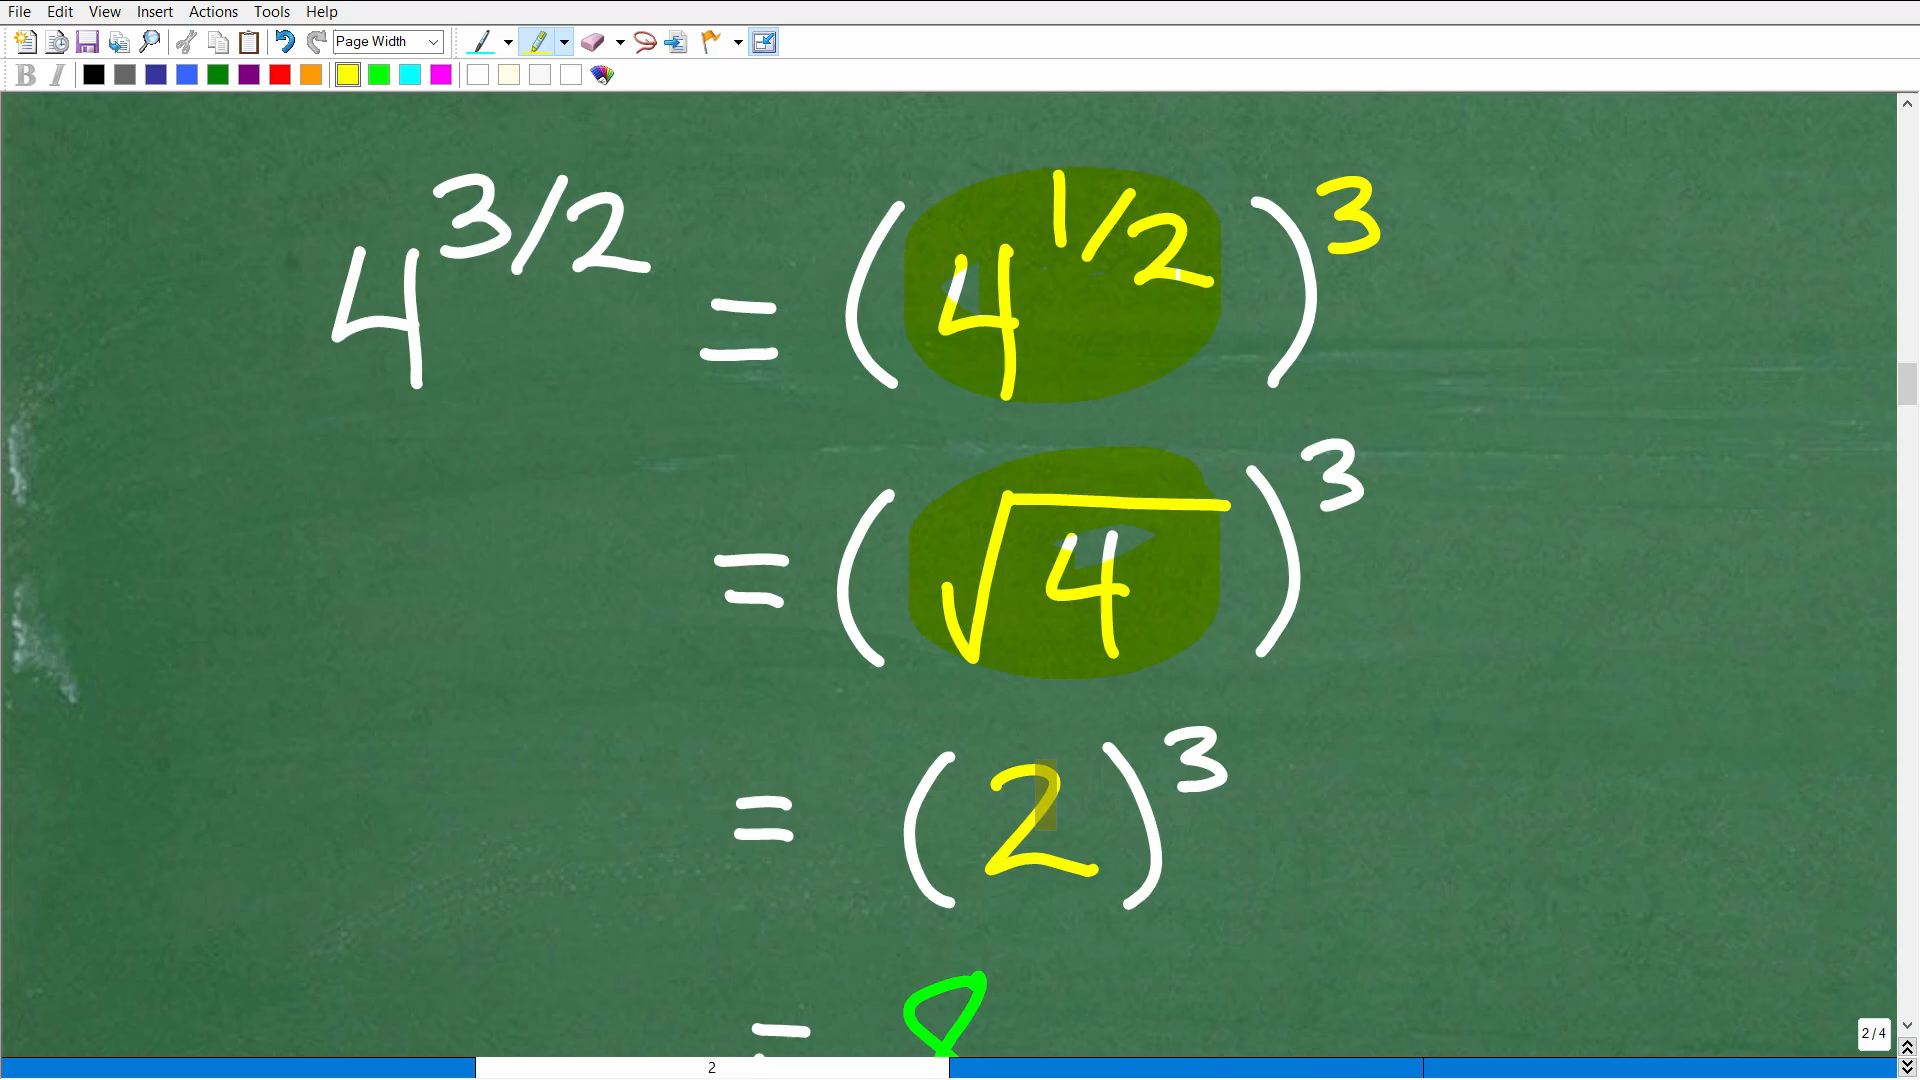 File Edit View Insert Actions Tools Help
Page Width
B I
4^{3/2} = (4^{1/2})^3
= (√4)^3
= (2)^3
= 8
2 / 4
2